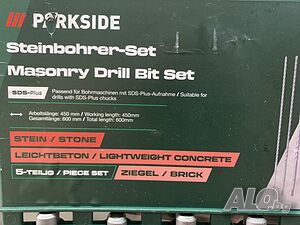 PARKSIDE
Steinbohrer-Set
Masonry Drill Bit Set
SDS-Plus
Passend für Bohrmaschinen mit SDS-Plus-Aufnahme / Suitable for
drills with SDS-Plus chucks
Arbeitslänge: 450 mm / Working length: 450mm
Gesamtlänge: 600 mm / Total length: 600mm
STEIN / STONE
LEICHTBETON / LIGHTWEIGHT CONCRETE
5-TEILIG / PIECE SET
ZIEGEL / BRICK
ALO.bg